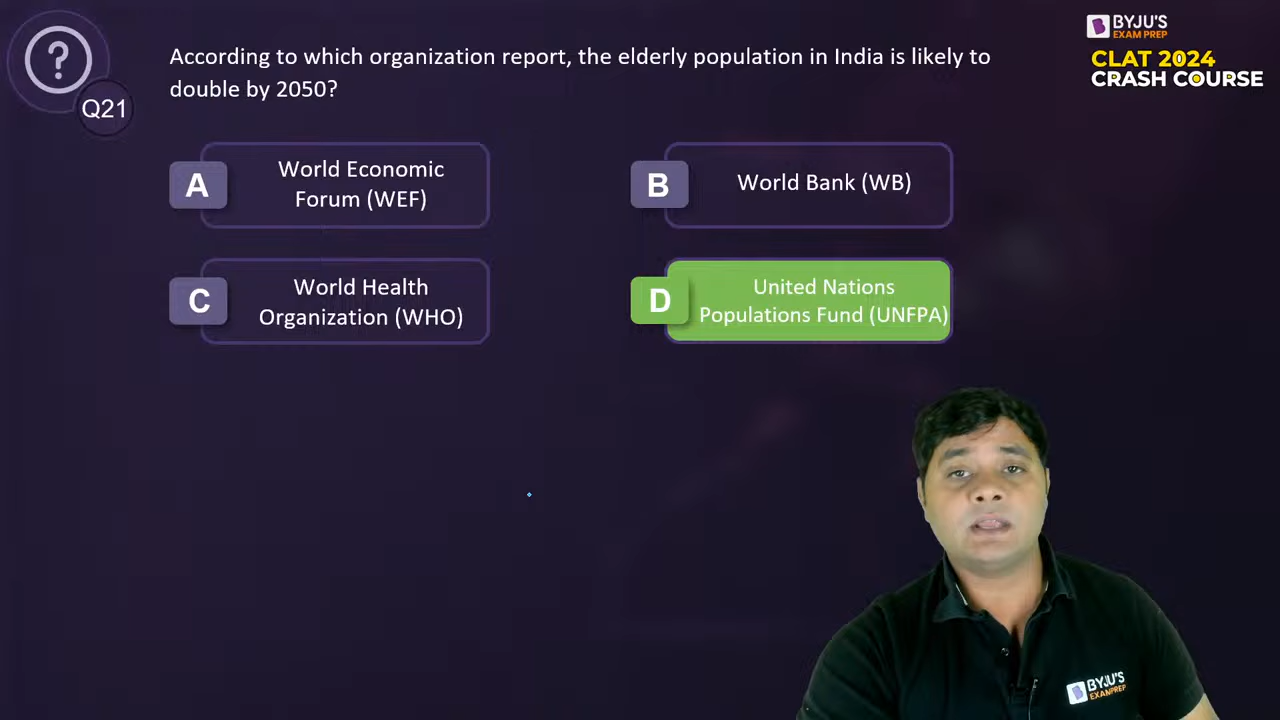 Q21
According to which organization report, the elderly population in India is likely to
double by 2050?
BYJU'S
EXAM PREP
CLAT 2024
CRASH COURSE
A
World Economic
Forum (WEF)
B
World Bank (WB)
C
World Health
Organization (WHO)
D
United Nations
Populations Fund (UNFPA)
BYJU'S
EXAM PREP